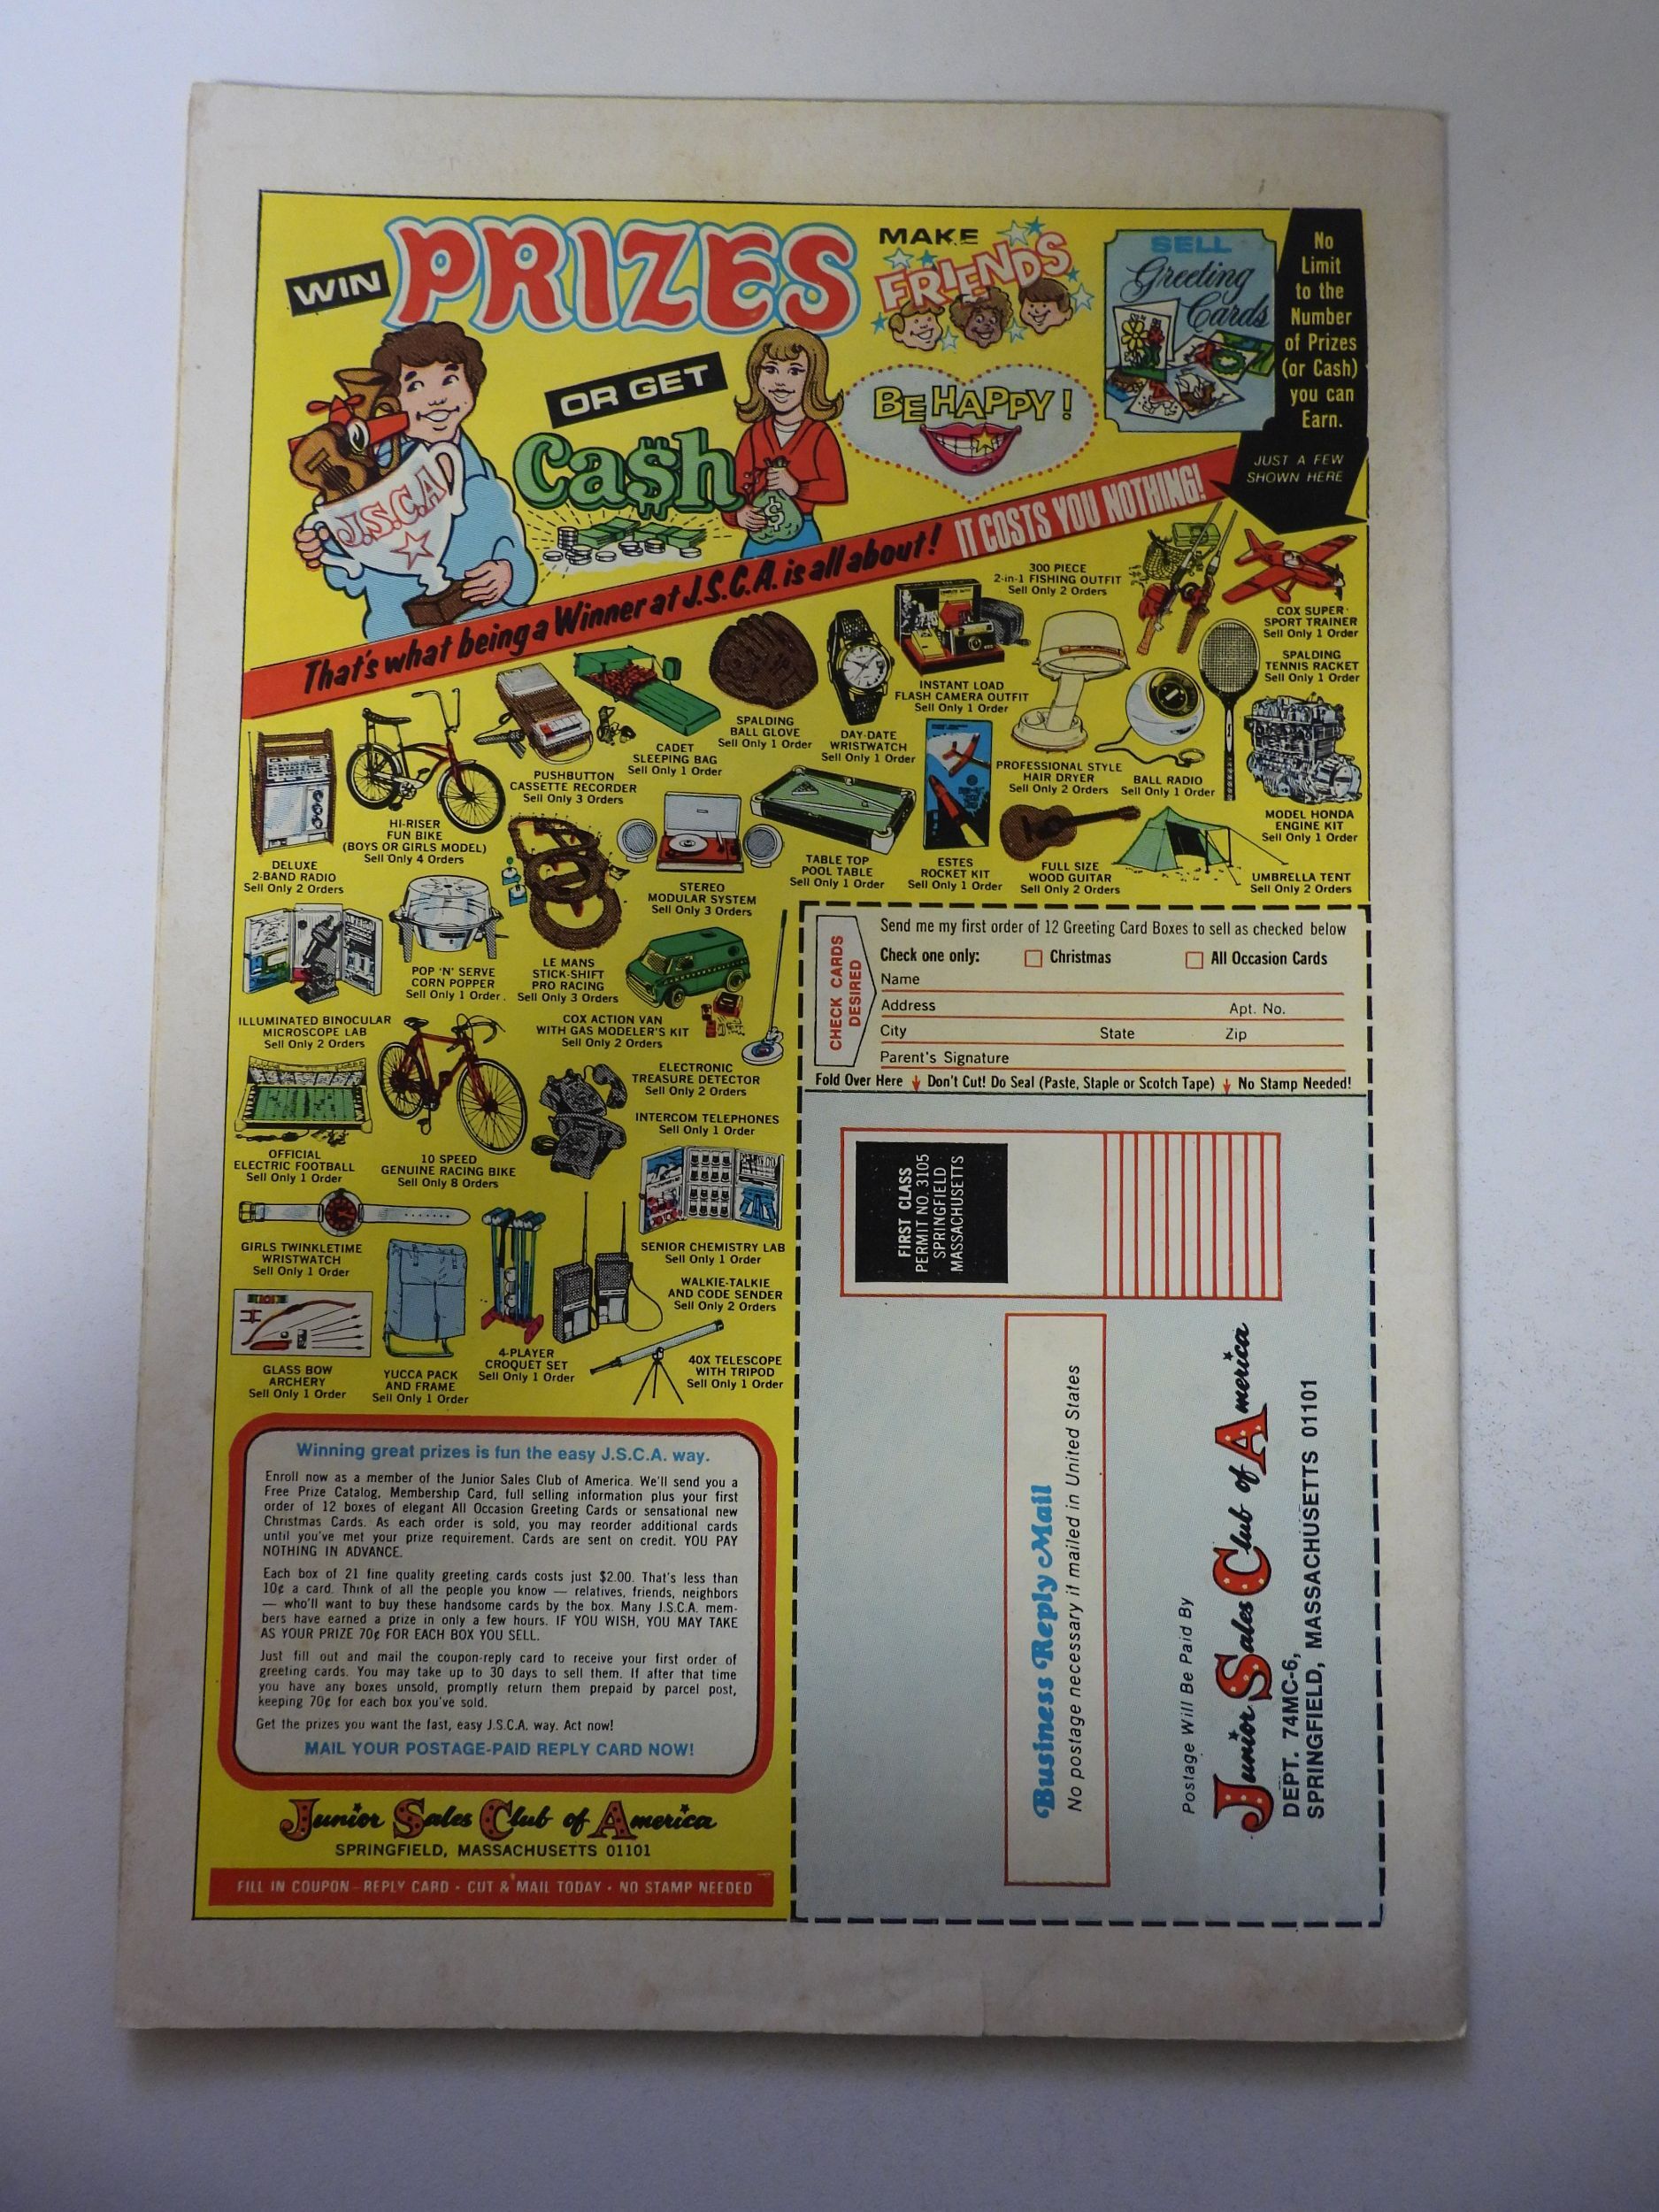 WIN
PRIZES
OR GET
Ca$h
J.S.C.A.
$
MAKE
FRIENDS
BE HAPPY!
SELL
Greeting
Cards
No
Limit
to the
Number
of Prizes
(or Cash)
you can
Earn.
JUST A FEW
SHOWN HERE
That's what being a Winner at J.S.C.A. is all about! IT COSTS YOU NOTHING!
300 PIECE
2-in-1 FISHING OUTFIT
Sell Only 2 Orders
COX SUPER
SPORT TRAINER
Sell Only 1 Order
SPALDING
TENNIS RACKET
Sell Only 1 Order
INSTANT LOAD
FLASH CAMERA OUTFIT
Sell Only 1 Order
SPALDING
BALL GLOVE
Sell Only 1 Order
DAY-DATE
WRISTWATCH
Sell Only 1 Order
CADET
SLEEPING BAG
Sell Only 1 Order
PUSHBUTTON
CASSETTE RECORDER
Sell Only 3 Orders
PROFESSIONAL STYLE
HAIR DRYER
Sell Only 2 Orders
BALL RADIO
Sell Only 1 Order
MODEL HONDA
ENGINE KIT
Sell Only 1 Order
HI-RISER
FUN BIKE
(BOYS OR GIRLS MODEL)
Sell Only 4 Orders
DELUXE
2-BAND RADIO
Sell Only 2 Orders
STEREO
MODULAR SYSTEM
Sell Only 3 Orders
TABLE TOP
POOL TABLE
Sell Only 1 Order
ESTES
ROCKET KIT
Sell Only 1 Order
FULL SIZE
WOOD GUITAR
Sell Only 2 Orders
UMBRELLA TENT
Sell Only 2 Orders
POP 'N' SERVE
CORN POPPER
Sell Only 1 Order.
LE MANS
STICK-SHIFT
PRO RACING
Sell Only 3 Orders
ILLUMINATED BINOCULAR
MICROSCOPE LAB
Sell Only 2 Orders
COX ACTION VAN
WITH GAS MODELER'S KIT
Sell Only 2 Orders
ELECTRONIC
TREASURE DETECTOR
Sell Only 2 Orders
INTERCOM TELEPHONES
Sell Only 1 Order
OFFICIAL
ELECTRIC FOOTBALL
Sell Only 1 Order
10 SPEED
GENUINE RACING BIKE
Sell Only 8 Orders
GIRLS TWINKLETIME
WRISTWATCH
Sell Only 1 Order
SENIOR CHEMISTRY LAB
Sell Only 1 Order
WALKIE-TALKIE
AND CODE SENDER
Sell Only 2 Orders
GLASS BOW
ARCHERY
Sell Only 1 Order
YUCCA PACK
AND FRAME
Sell Only 1 Order
4-PLAYER
CROQUET SET
Sell Only 1 Order
40X TELESCOPE
WITH TRIPOD
Sell Only 1 Order
Winning great prizes is fun the easy J.S.C.A. way.
Enroll now as a member of the Junior Sales Club of America. We'll send you a
Free Prize Catalog, Membership Card, full selling information plus your first
order of 12 boxes of elegant All Occasion Greeting Cards or sensational new
Christmas Cards. As each order is sold, you may reorder additional cards
until you've met your prize requirement. Cards are sent on credit. YOU PAY
NOTHING IN ADVANCE.
Each box of 21 fine quality greeting cards costs just $2.00. That's less than
10¢ a card. Think of all the people you know — relatives, friends, neighbors
— who'll want to buy these handsome cards by the box. Many J.S.C.A. mem-
bers have earned a prize in only a few hours. IF YOU WISH, YOU MAY TAKE
AS YOUR PRIZE 70¢ FOR EACH BOX YOU SELL.
Just fill out and mail the coupon-reply card to receive your first order of
greeting cards. You may take up to 30 days to sell them. If after that time
you have any boxes unsold, promptly return them prepaid by parcel post,
keeping 70¢ for each box you've sold.
Get the prizes you want the fast, easy J.S.C.A. way. Act now!
MAIL YOUR POSTAGE-PAID REPLY CARD NOW!
Junior Sales Club of America
SPRINGFIELD, MASSACHUSETTS 01101
FILL IN COUPON—REPLY CARD • CUT & MAIL TODAY • NO STAMP NEEDED
CHECK CARDS
DESIRED
Send me my first order of 12 Greeting Card Boxes to sell as checked below
Check one only: Christmas All Occasion Cards
Name
Address Apt. No.
City State Zip
Parent's Signature
Fold Over Here Don't Cut! Do Seal (Paste, Staple or Scotch Tape) No Stamp Needed!
FIRST CLASS
PERMIT NO. 3105
SPRINGFIELD
MASSACHUSETTS
Business Reply Mail
No postage necessary if mailed in United States
Postage Will Be Paid By
Junior Sales Club of America
DEPT. 74MC-6,
SPRINGFIELD, MASSACHUSETTS 01101